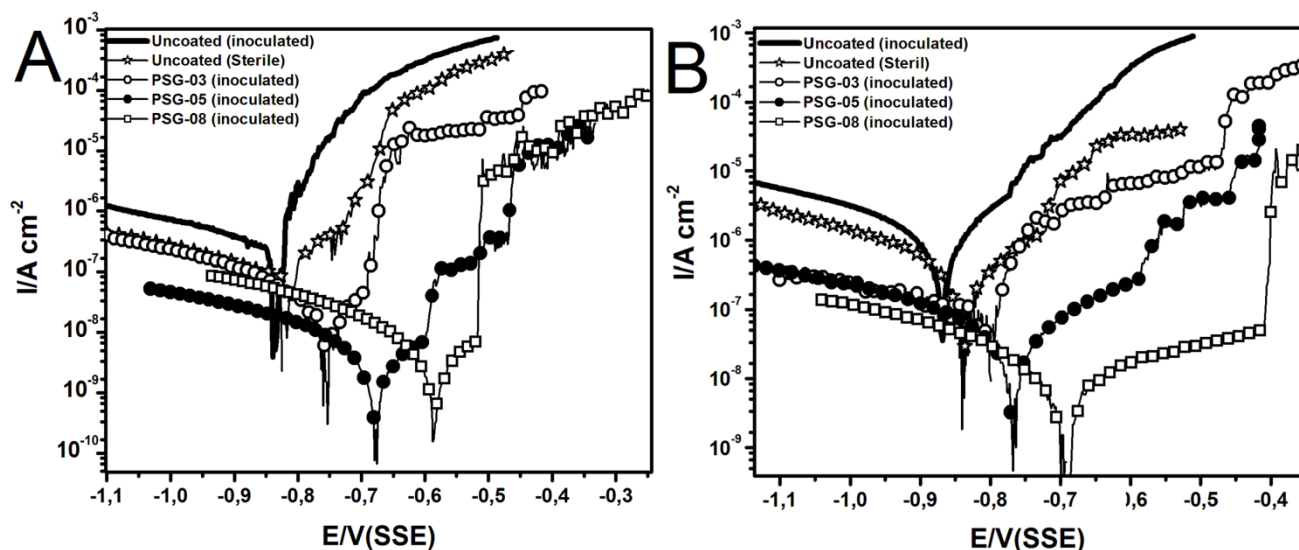 A
10⁻³
10⁻⁴
10⁻⁵
10⁻⁶
10⁻⁷
10⁻⁸
10⁻⁹
10⁻¹⁰
I/A cm⁻²
Uncoated (inoculated)
Uncoated (Sterile)
PSG-03 (inoculated)
PSG-05 (inoculated)
PSG-08 (inoculated)
-1,1 -1,0 -0,9 -0,8 -0,7 -0,6 -0,5 -0,4 -0,3
E/V(SSE)
B
10⁻³
10⁻⁴
10⁻⁵
10⁻⁶
10⁻⁷
10⁻⁸
10⁻⁹
I/A cm⁻²
Uncoated (inoculated)
Uncoated (Steril)
PSG-03 (inoculated)
PSG-05 (inoculated)
PSG-08 (inoculated)
-1,1 -1,0 -0,9 -0,8 -0,7 -0,6 -0,5 -0,4
E/V(SSE)